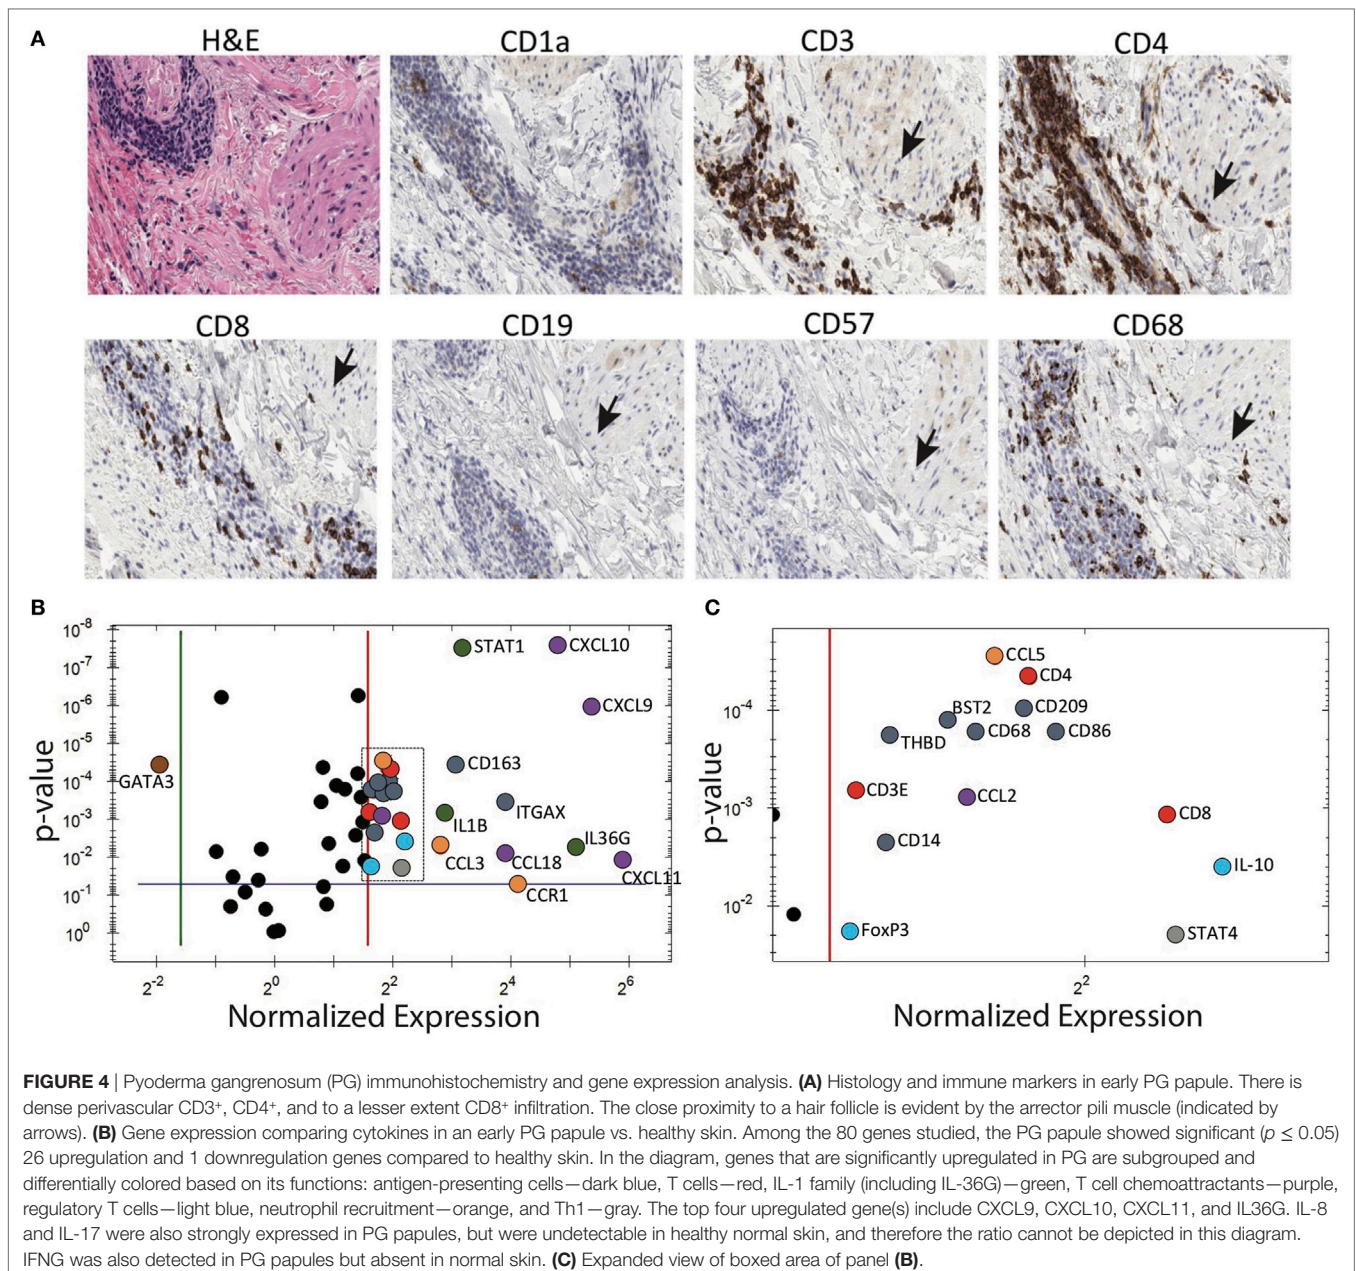 A
H&E
CD1a
CD3
CD4
CD8
CD19
CD57
CD68
B
C
10-8
10-7
10-6
10-5
10-4
10-3
10-2
10-1
10⁰
p-value
STAT1
CXCL10
CXCL9
GATA3
CD163
ITGAX
IL1B
IL36G
CCL3
CCL18
CXCL11
CCR1
2-2
2⁰
2²
2⁴
2⁶
Normalized Expression
10-4
10-3
10-2
p-value
CCL5
CD4
BST2
CD209
THBD
CD68
CD86
CD3E
CCL2
CD8
CD14
IL-10
FoxP3
STAT4
2²
Normalized Expression
FIGURE 4 | Pyoderma gangrenosum (PG) immunohistochemistry and gene expression analysis. (A) Histology and immune markers in early PG papule. There is
dense perivascular CD3⁺, CD4⁺, and to a lesser extent CD8⁺ infiltration. The close proximity to a hair follicle is evident by the arrector pili muscle (indicated by
arrows). (B) Gene expression comparing cytokines in an early PG papule vs. healthy skin. Among the 80 genes studied, the PG papule showed significant (p ≤ 0.05)
26 upregulation and 1 downregulation genes compared to healthy skin. In the diagram, genes that are significantly upregulated in PG are subgrouped and
differentially colored based on its functions: antigen-presenting cells—dark blue, T cells—red, IL-1 family (including IL-36G)—green, T cell chemoattractants—purple,
regulatory T cells—light blue, neutrophil recruitment—orange, and Th1—gray. The top four upregulated gene(s) include CXCL9, CXCL10, CXCL11, and IL36G. IL-8
and IL-17 were also strongly expressed in PG papules, but were undetectable in healthy normal skin, and therefore the ratio cannot be depicted in this diagram.
IFNG was also detected in PG papules but absent in normal skin. (C) Expanded view of boxed area of panel (B).